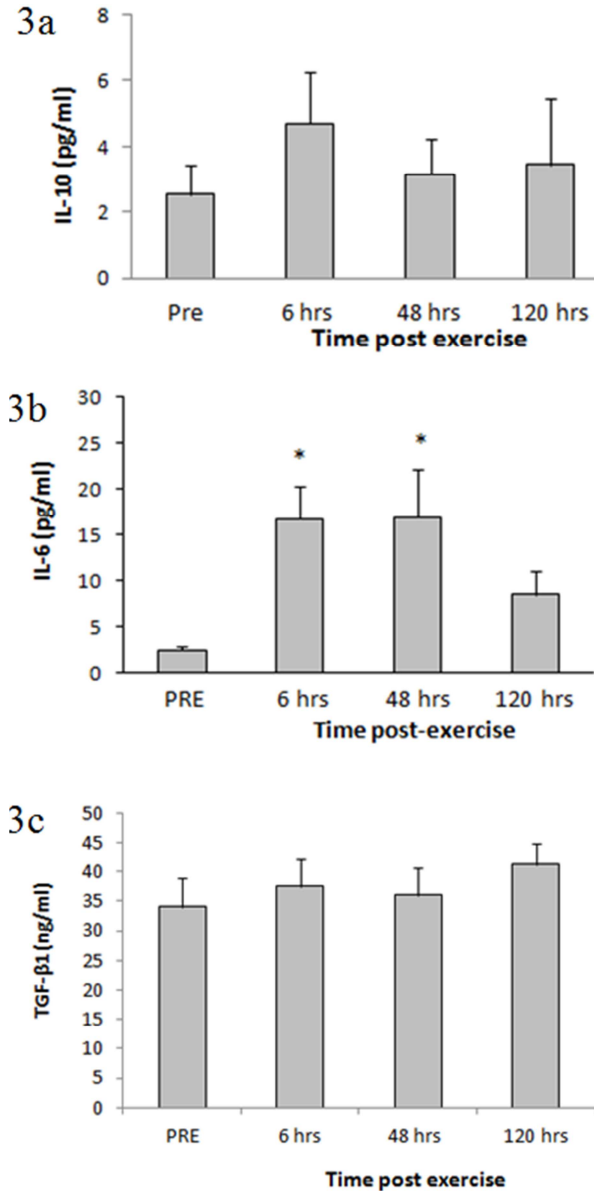 3a
IL-10 (pg/ml)
8
6
4
2
0
Pre 6 hrs 48 hrs 120 hrs
Time post exercise
3b
IL-6 (pg/ml)
30
25
20
15
10
5
0
* *
PRE 6 hrs 48 hrs 120 hrs
Time post-exercise
3c
TGF-β1 (ng/ml)
50
45
40
35
30
25
20
15
10
5
0
PRE 6 hrs 48 hrs 120 hrs
Time post exercise